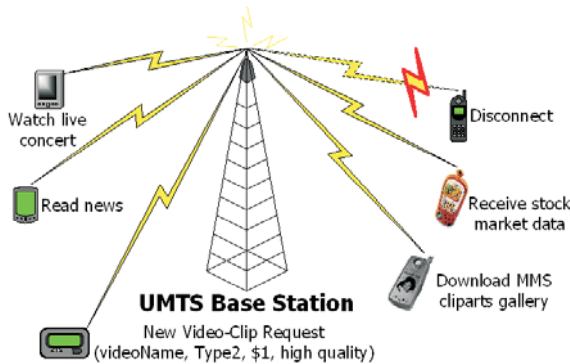 Watch live
concert
Disconnect
Read news
Receive stock
market data
Download MMS
cliparts gallery
UMTS Base Station
New Video-Clip Request
(videoName, Type2, $1, high quality)